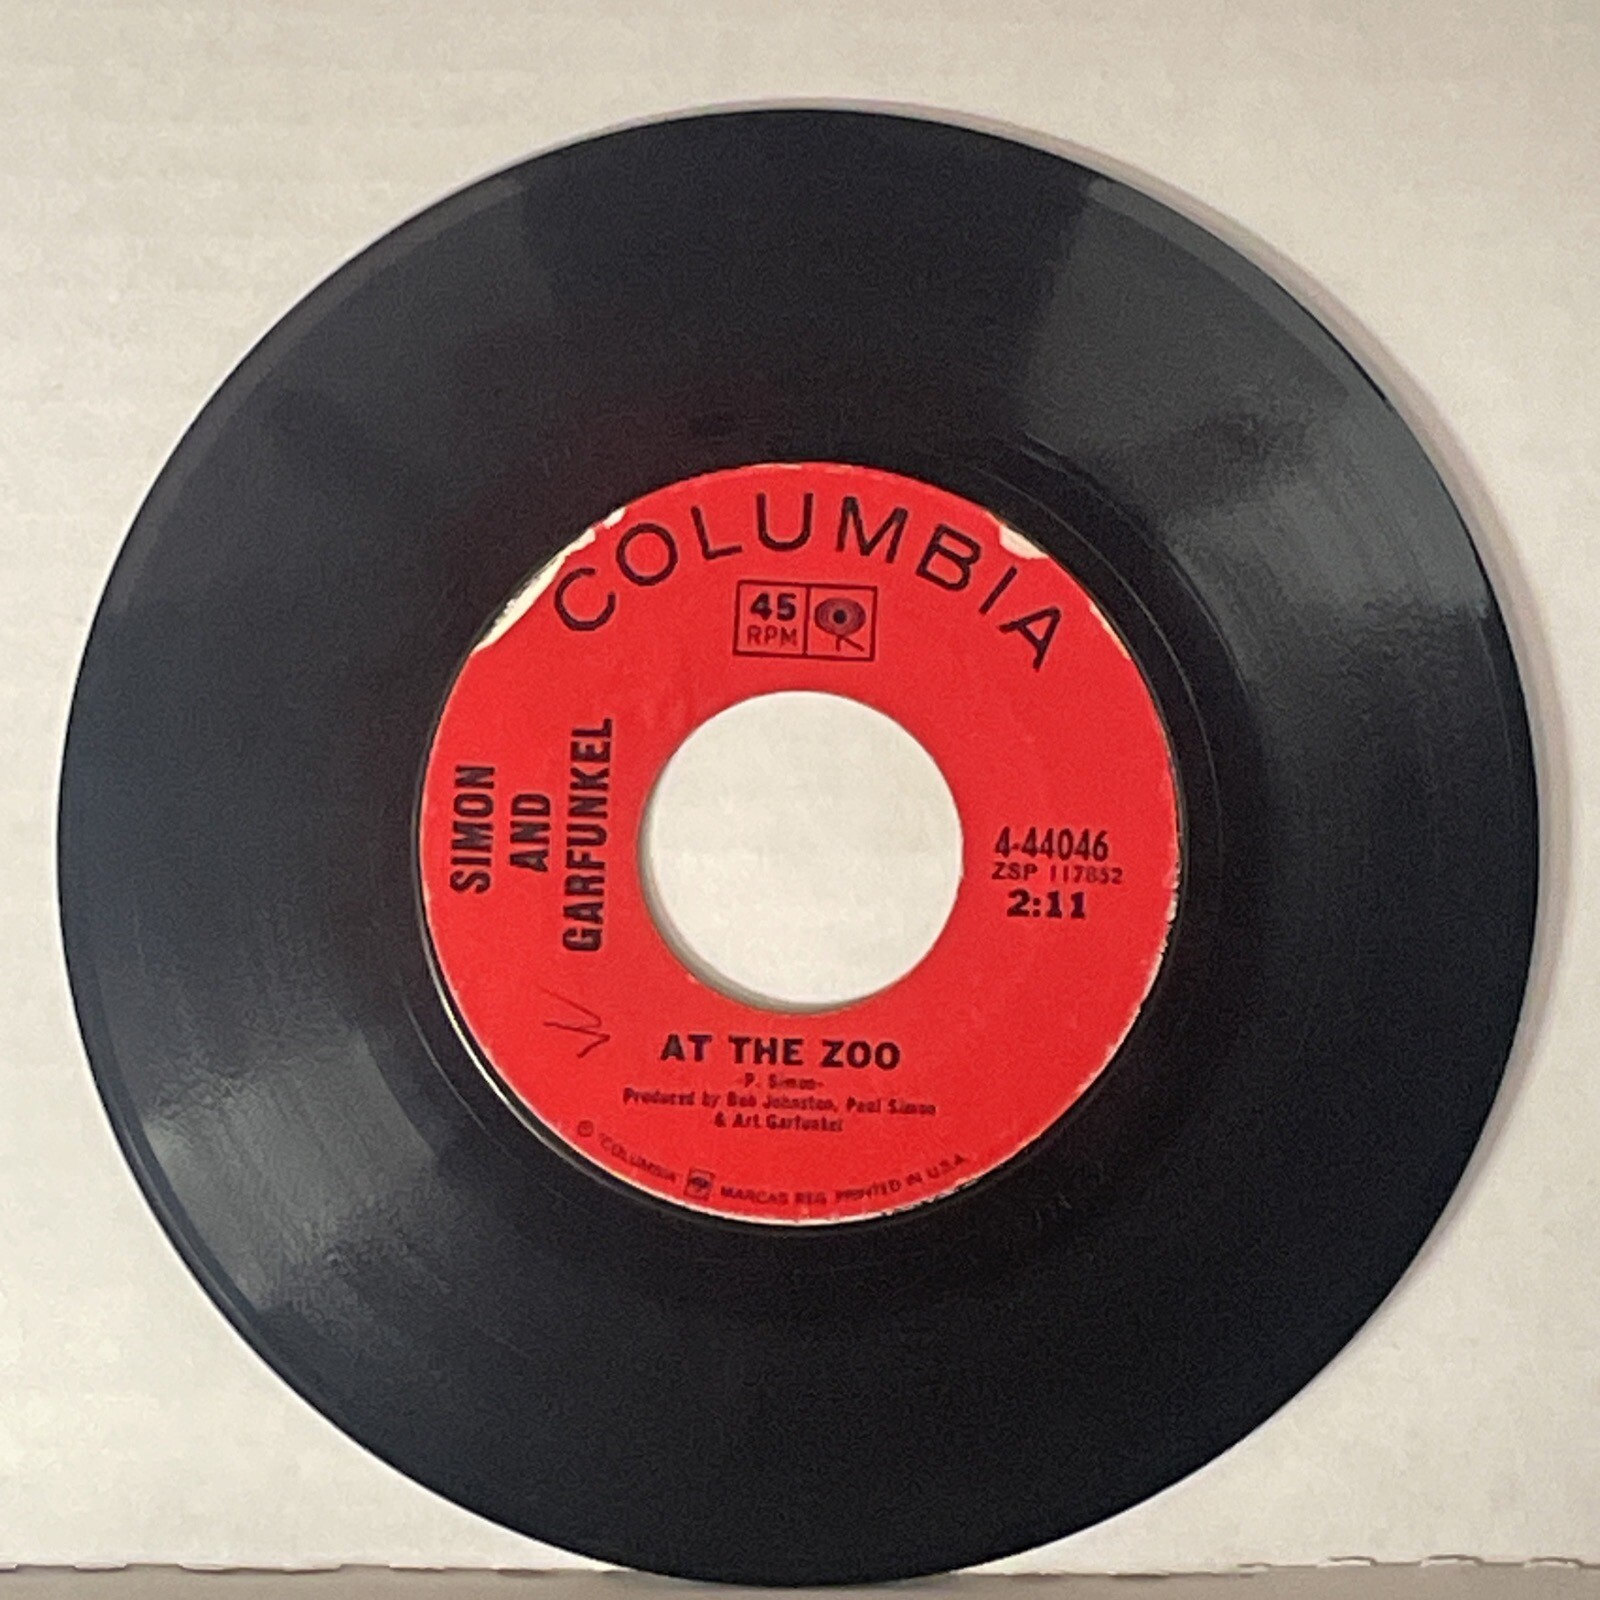 COLUMBIA
45
RPM
SIMON
AND
GARFUNKEL
4-44046
ZSP 117852
2:11
AT THE ZOO
-P. Simon-
Produced by Bob Johnston, Paul Simon
& Art Garfunkel
℗ "COLUMBIA" MARCAS REG. PRINTED IN U.S.A.